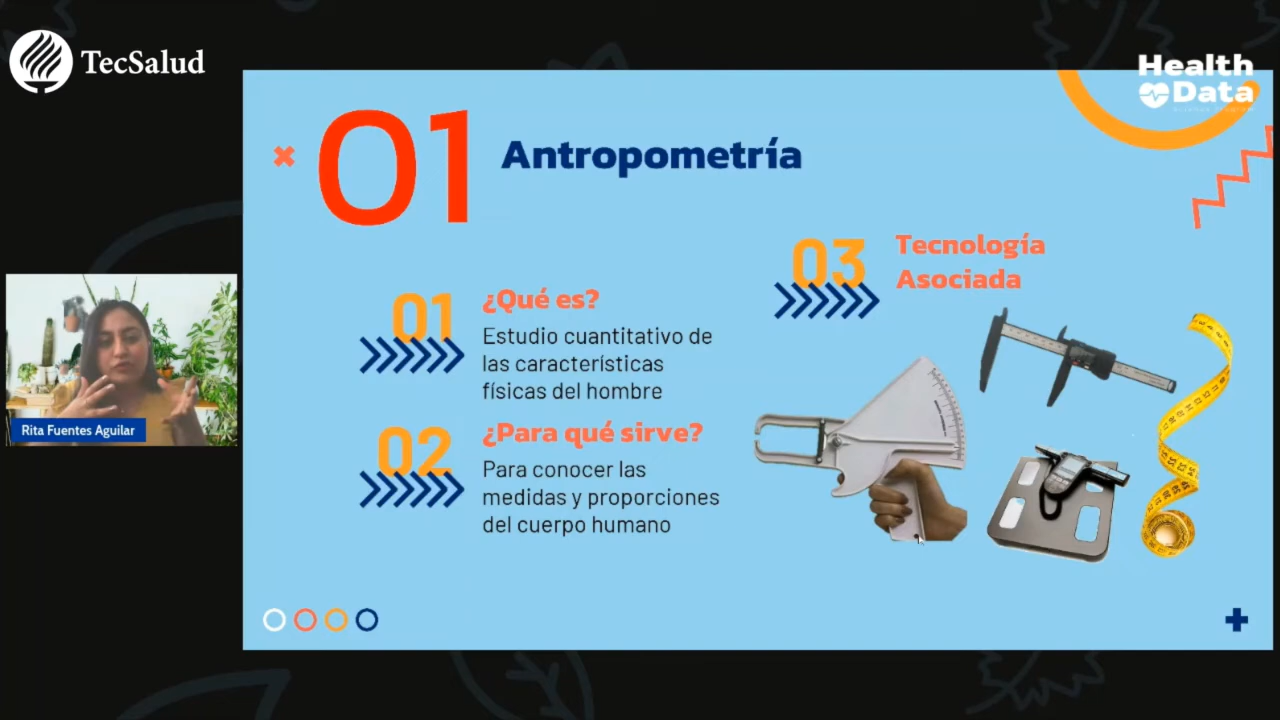 TecSalud
Health
Data
01
Antropometría
01
¿Qué es?
Estudio cuantitativo de
las características
físicas del hombre
02
¿Para qué sirve?
Para conocer las
medidas y proporciones
del cuerpo humano
03
Tecnología
Asociada
Rita Fuentes Aguilar